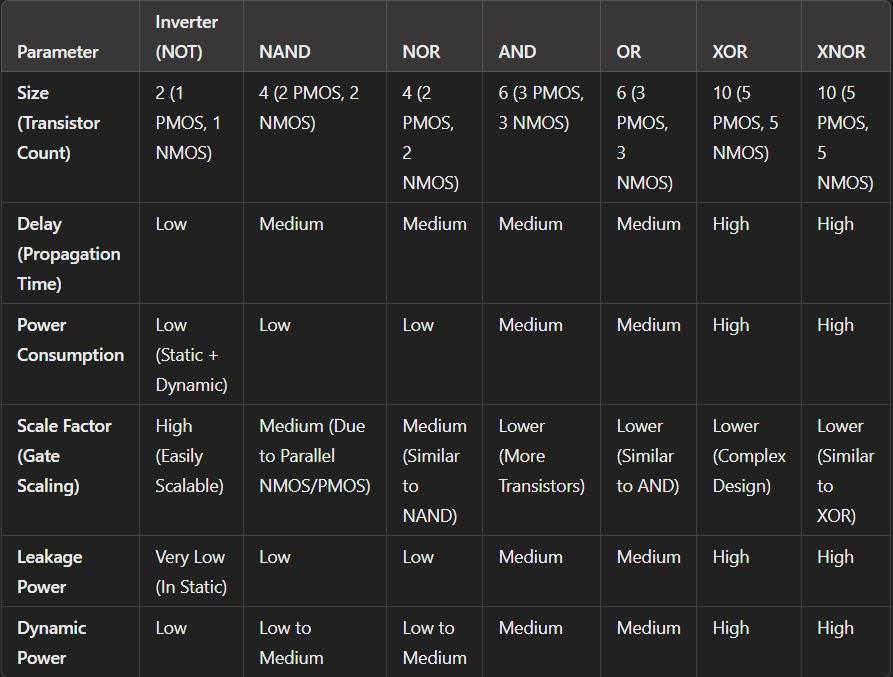 Parameter Inverter (NOT) NAND NOR AND OR XOR XNOR
Size (Transistor Count) 2 (1 PMOS, 1 NMOS) 4 (2 PMOS, 2 NMOS) 4 (2 PMOS, 2 NMOS) 6 (3 PMOS, 3 NMOS) 6 (3 PMOS, 3 NMOS) 10 (5 PMOS, 5 NMOS) 10 (5 PMOS, 5 NMOS)
Delay (Propagation Time) Low Medium Medium Medium Medium High High
Power Consumption Low (Static + Dynamic) Low Low Medium Medium High High
Scale Factor (Gate Scaling) High (Easily Scalable) Medium (Due to Parallel NMOS/PMOS) Medium (Similar to NAND) Lower (More Transistors) Lower (Similar to AND) Lower (Complex Design) Lower (Similar to XOR)
Leakage Power Very Low (In Static) Low Low Medium Medium High High
Dynamic Power Low Low to Medium Low to Medium Medium Medium High High